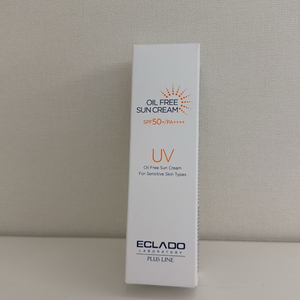 OIL FREE
SUN CREAM
SPF50+/PA++++
UV
Oil Free Sun Cream
For Sensitive Skin Types
ECLADO
LABORATORY
PLUS LINE